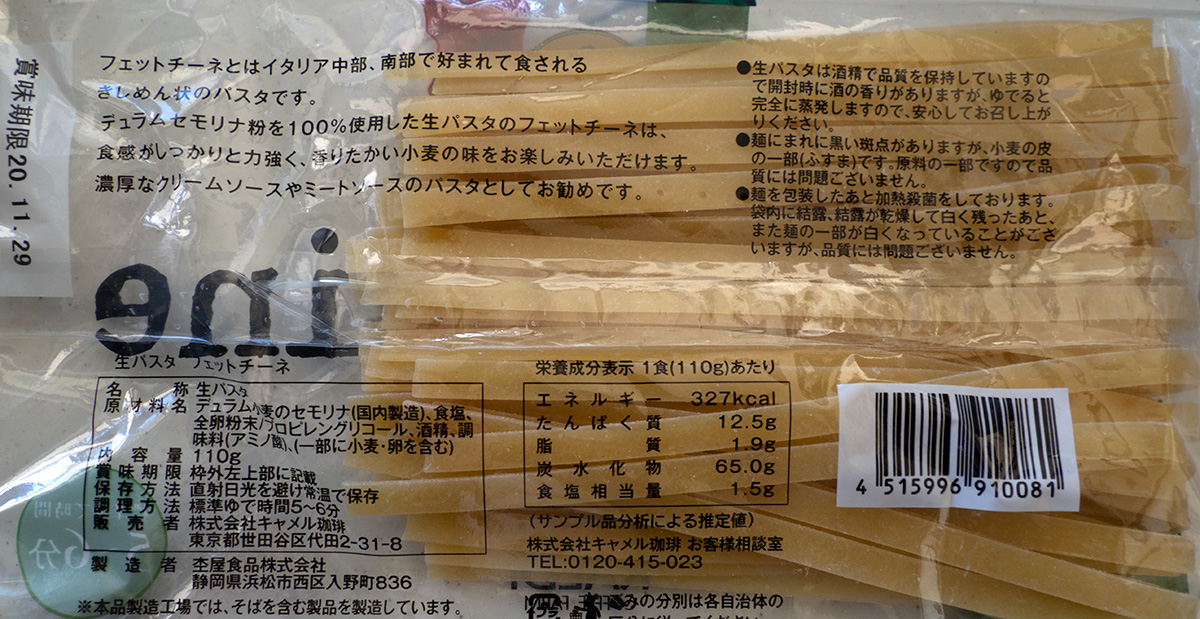 賞味期限20.11.29
フェットチーネとはイタリア中部、南部で好まれて食される
きしめん状のパスタです。
デュラムセモリナ粉を100%使用した生パスタのフェットチーネは、
食感がしっかりと力強く、香りたかい小麦の味をお楽しみいただけます。
濃厚なクリームソースやミートソースのパスタとしてお勧めです。
●生パスタは酒精で品質を保持していますの
で開封時に酒の香りがありますが、ゆでると
完全に蒸発しますので、安心してお召し上が
りください。
●麺にまれに黒い斑点がありますが、小麦の皮
の一部(ふすま)です。原料の一部ですので品
質には問題ございません。
●麺を包装したあと加熱殺菌をしております。
袋内に結露、結露が乾燥して白く残ったあと、
また麺の一部が白くなっていることがござ
いますが、品質には問題ございません。
生パスタ フェットチーネ
名称 生パスタ
原材料名 デュラム小麦のセモリナ(国内製造)、食塩、
全卵粉末/プロピレングリコール、酒精、調
味料(アミノ酸)、(一部に小麦・卵を含む)
内容量 110g
賞味期限 枠外左上部に記載
保存方法 直射日光を避け常温で保存
調理方法 標準ゆで時間5~6分
販売者 株式会社キャメル珈琲
東京都世田谷区代田2-31-8
製造者 杢屋食品株式会社
静岡県浜松市西区入野町836
※本品製造工場では、そばを含む製品を製造しています。
栄養成分表示 1食(110g)あたり
エネルギー 327kcal
たんぱく質 12.5g
脂質 1.9g
炭水化物 65.0g
食塩相当量 1.5g
(サンプル品分析による推定値)
株式会社キャメル珈琲 お客様相談室
TEL:0120-415-023
プラ
みの分別は各自治体の
4 515996 910081